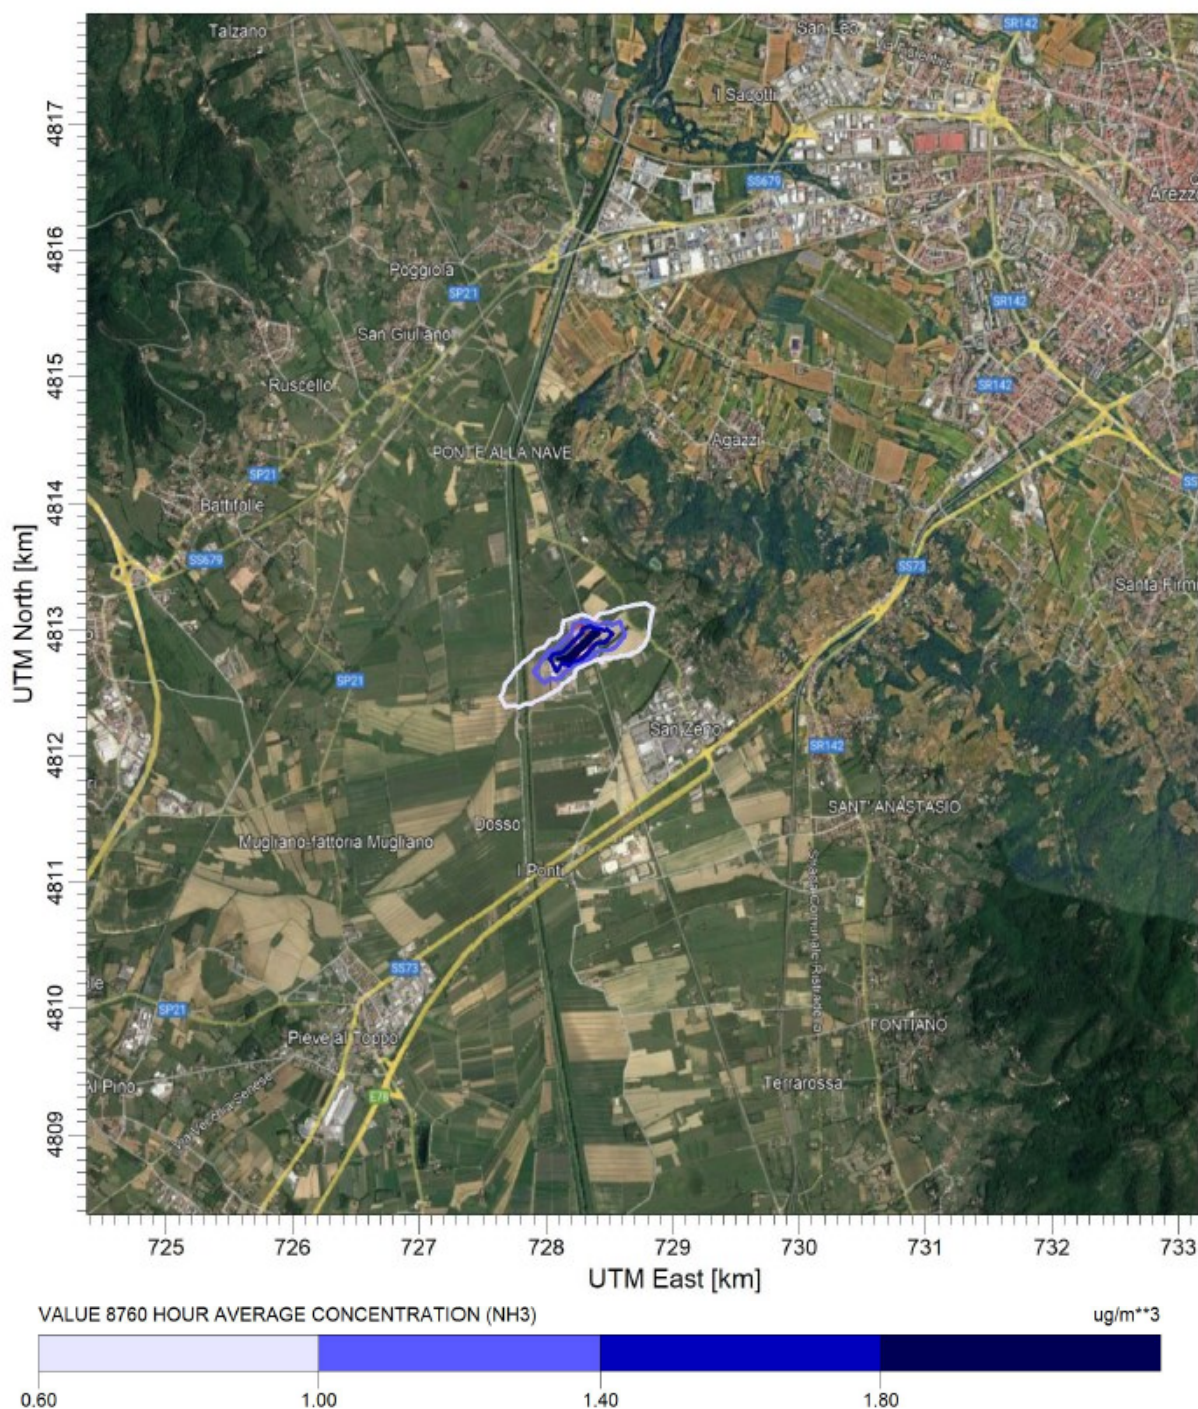 Talzano
San Leo
SR142
I Sacotti
SS679
Arezzo
Poggiola
SP21
SR142
San Giuliano
Ruscello
SR142
Agazzi
PONTE ALLA NAVE
SP21
Battifolle
SS679
SS73
Santa Firm
SP21
San Zeno
SR142
SANT'ANASTASIO
Dosso
Mugliano-fattoria Mugliano
I Ponti
SS73
SP21
Pieve al Toppo
FONTIANO
Al Pino
Terrarossa
E78
4817
4816
4815
4814
4813
4812
4811
4810
4809
UTM North [km]
725 726 727 728 729 730 731 732 733
UTM East [km]
VALUE 8760 HOUR AVERAGE CONCENTRATION (NH3) ug/m**3
0.60 1.00 1.40 1.80